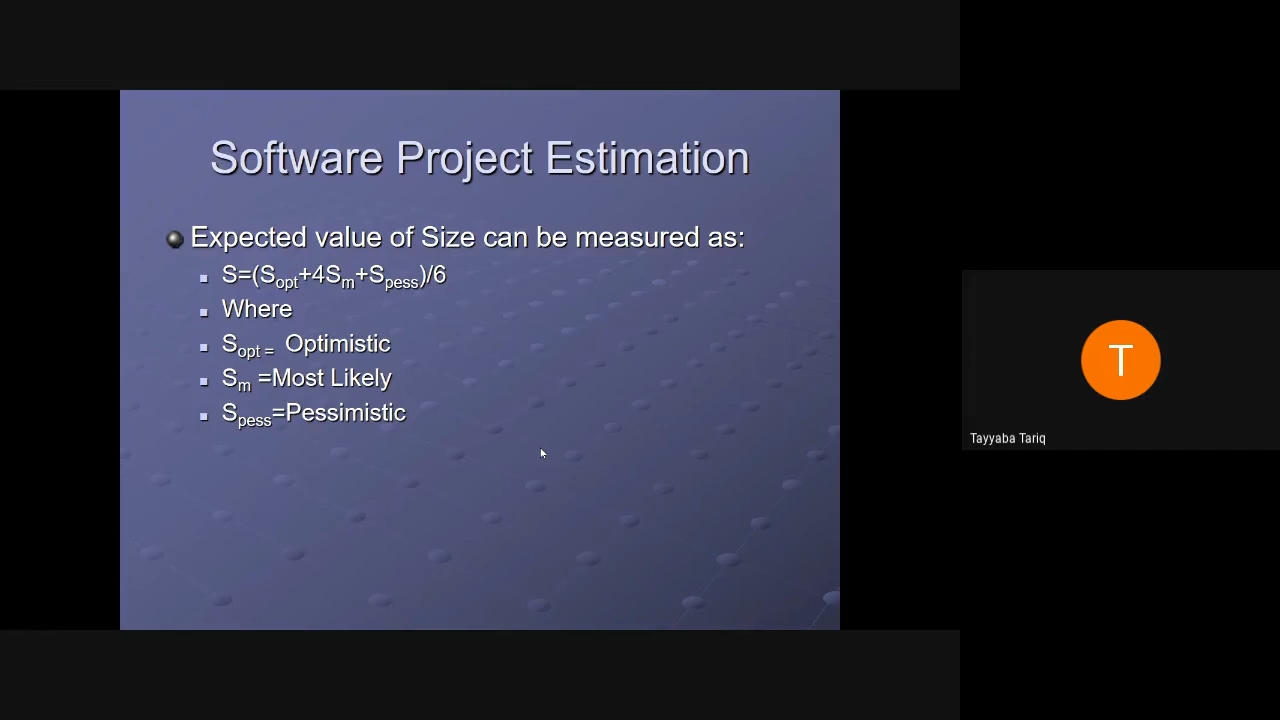 Software Project Estimation
Expected value of Size can be measured as:
S=(Sopt+4Sm+Spess)/6
Where
Sopt = Optimistic
Sm =Most Likely
Spess=Pessimistic
T
Tayyaba Tariq